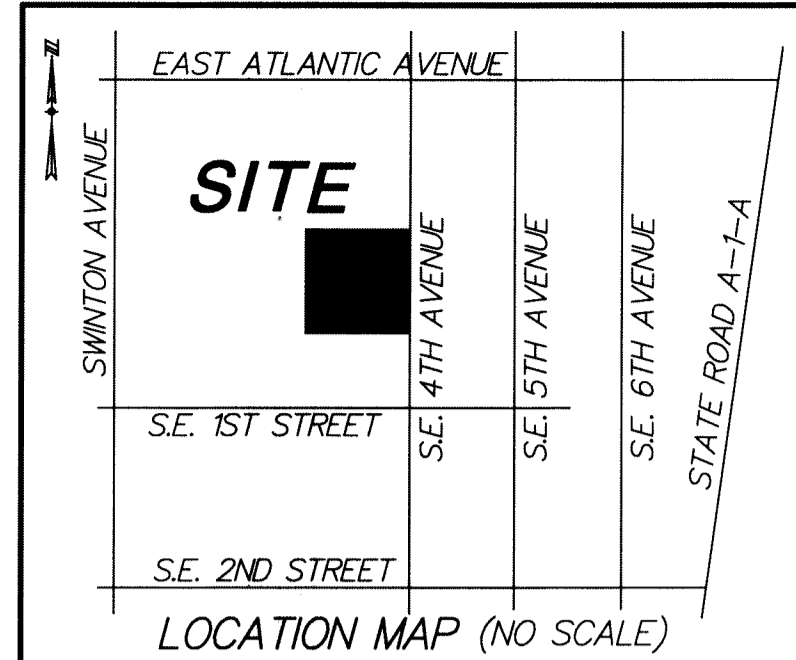 N
EAST ATLANTIC AVENUE
SITE
SWINTON AVENUE
S.E. 4TH AVENUE
S.E. 5TH AVENUE
S.E. 6TH AVENUE
STATE ROAD A-1-A
S.E. 1ST STREET
S.E. 2ND STREET
LOCATION MAP (NO SCALE)